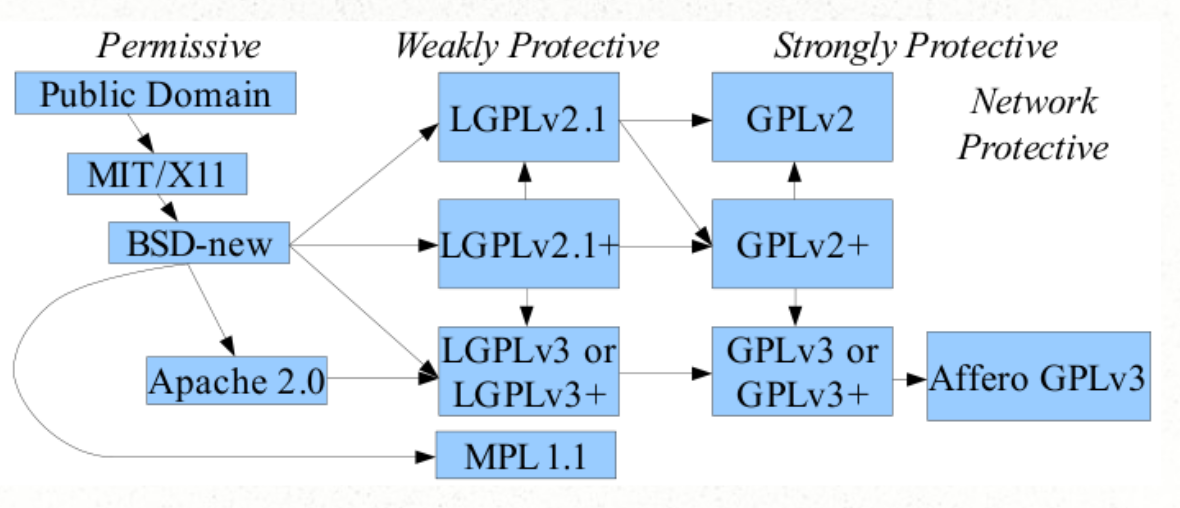 Permissive
Weakly Protective
Strongly Protective
Network
Protective
Public Domain
MIT/X11
BSD-new
Apache 2.0
LGPLv2.1
LGPLv2.1+
LGPLv3 or
LGPLv3+
MPL 1.1
GPLv2
GPLv2+
GPLv3 or
GPLv3+
Affero GPLv3